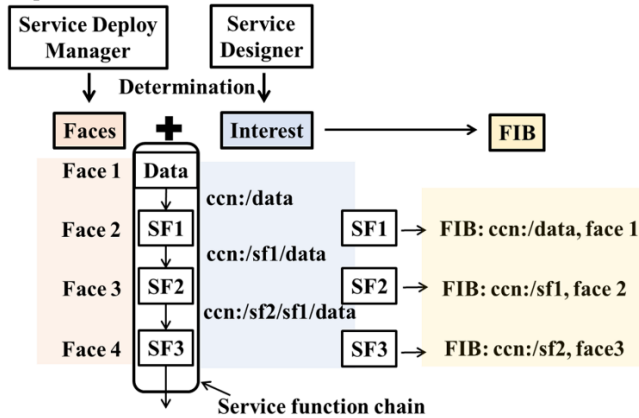 Service Deploy
Manager
Service
Designer
Determination
Faces
Interest
FIB
Face 1
Data
ccn:/data
Face 2
SF1
SF1
FIB: ccn:/data, face 1
ccn:/sf1/data
Face 3
SF2
SF2
FIB: ccn:/sf1, face 2
ccn:/sf2/sf1/data
Face 4
SF3
SF3
FIB: ccn:/sf2, face3
Service function chain